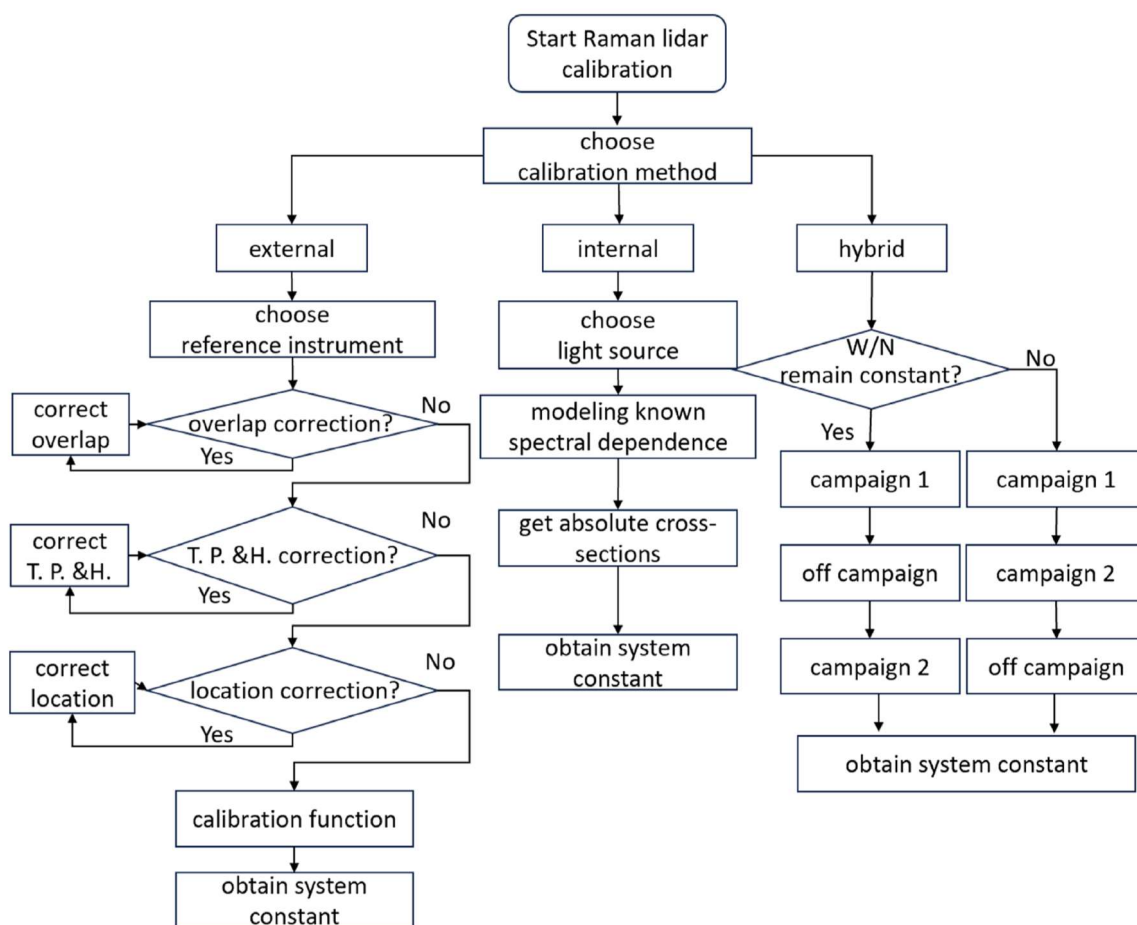 Start Raman lidar
calibration
choose
calibration method
external
internal
hybrid
choose
reference instrument
choose
light source
W/N
remain constant?
No
Yes
correct
overlap
overlap correction?
No
Yes
modeling known
spectral dependence
campaign 1
campaign 1
correct
T. P. &H.
T. P. &H. correction?
No
Yes
get absolute cross-
sections
off campaign
campaign 2
correct
location
location correction?
No
Yes
obtain system
constant
campaign 2
off campaign
obtain system constant
calibration function
obtain system
constant